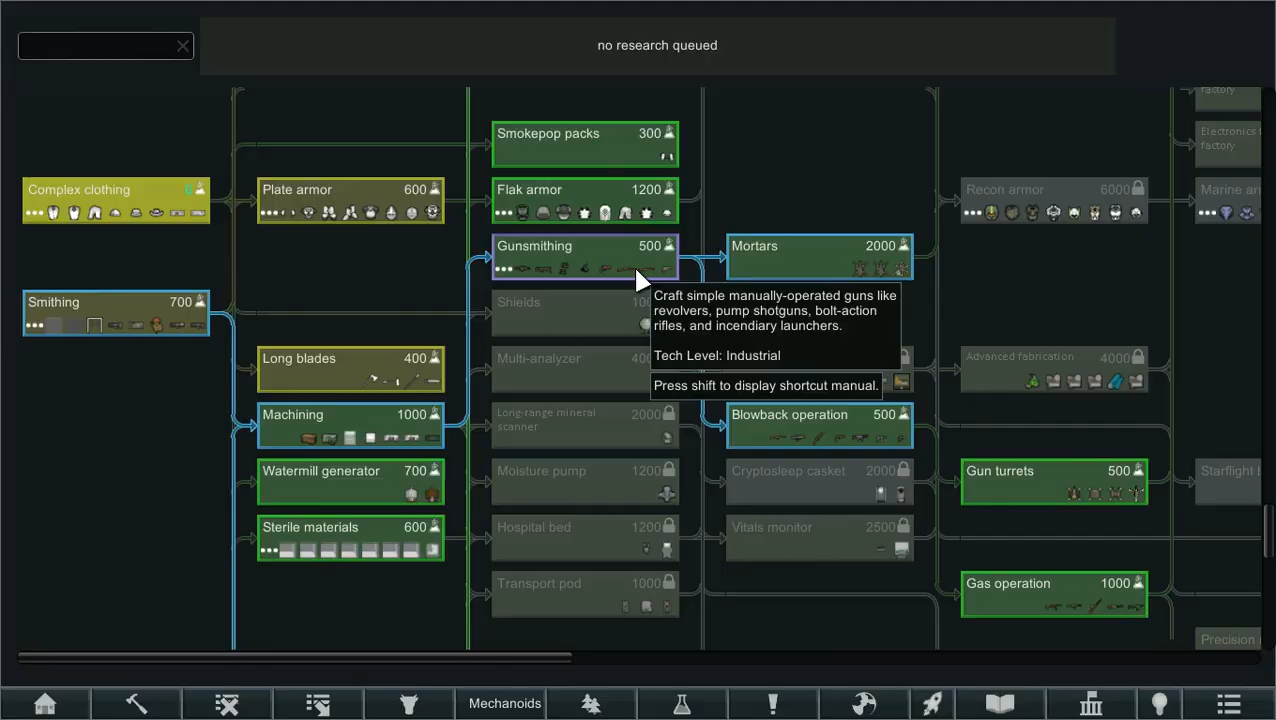 no research queued
factory
Smokepop packs 300
Electronics
factory
Complex clothing 6
Plate armor 600
Flak armor 1200
Recon armor 6000
Marine
Gunsmithing 500
Mortars 2000
Smithing 700
Shields
Craft simple manually-operated guns like
revolvers, pump shotguns, bolt-action
rifles, and incendiary launchers.
Tech Level: Industrial
Press shift to display shortcut manual.
Long blades 400
Multi-analyzer
Advanced fabrication 4000
Machining 1000
Long-range mineral
scanner
2000
Blowback operation 500
Watermill generator 700
Moisture pump 1200
Cryptosleep casket 2000
Gun turrets 500
Starflight
Sterile materials 600
Hospital bed 1200
Vitals monitor 2500
Transport pod 1000
Gas operation 1000
Precision
Mechanoids